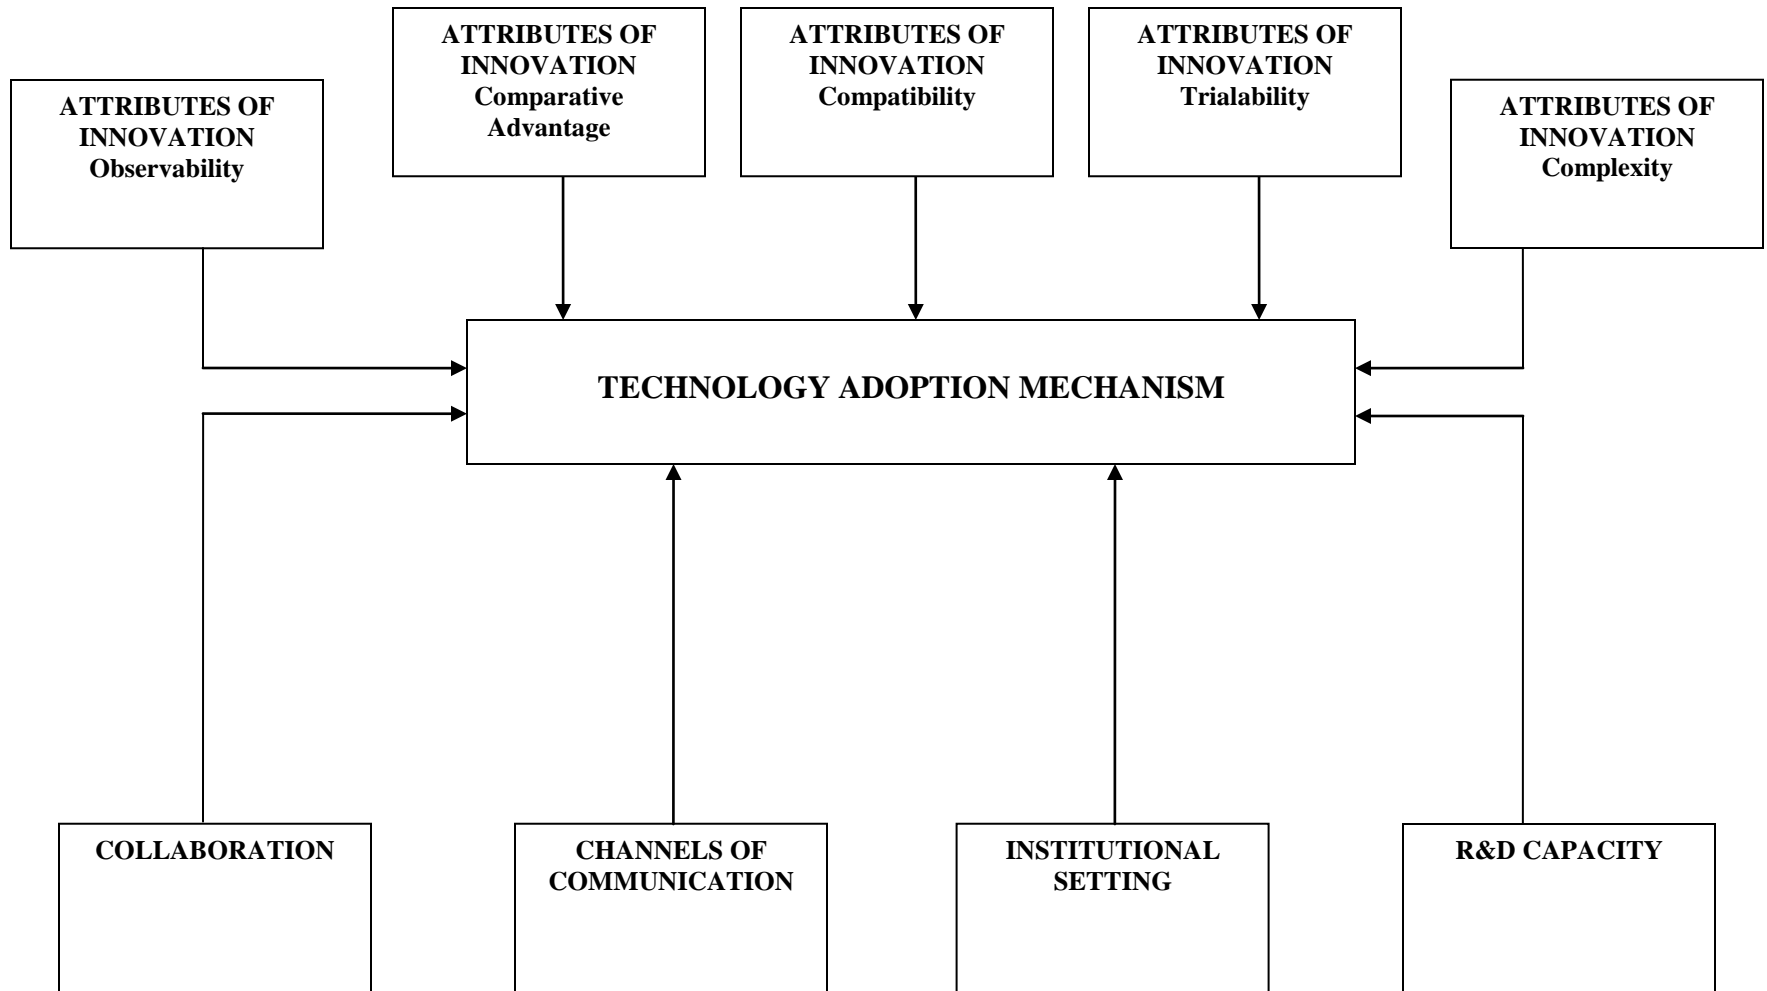 ATTRIBUTES OF
INNOVATION
Observability
ATTRIBUTES OF
INNOVATION
Comparative
Advantage
ATTRIBUTES OF
INNOVATION
Compatibility
ATTRIBUTES OF
INNOVATION
Trialability
ATTRIBUTES OF
INNOVATION
Complexity
TECHNOLOGY ADOPTION MECHANISM
COLLABORATION
CHANNELS OF
COMMUNICATION
INSTITUTIONAL
SETTING
R&D CAPACITY